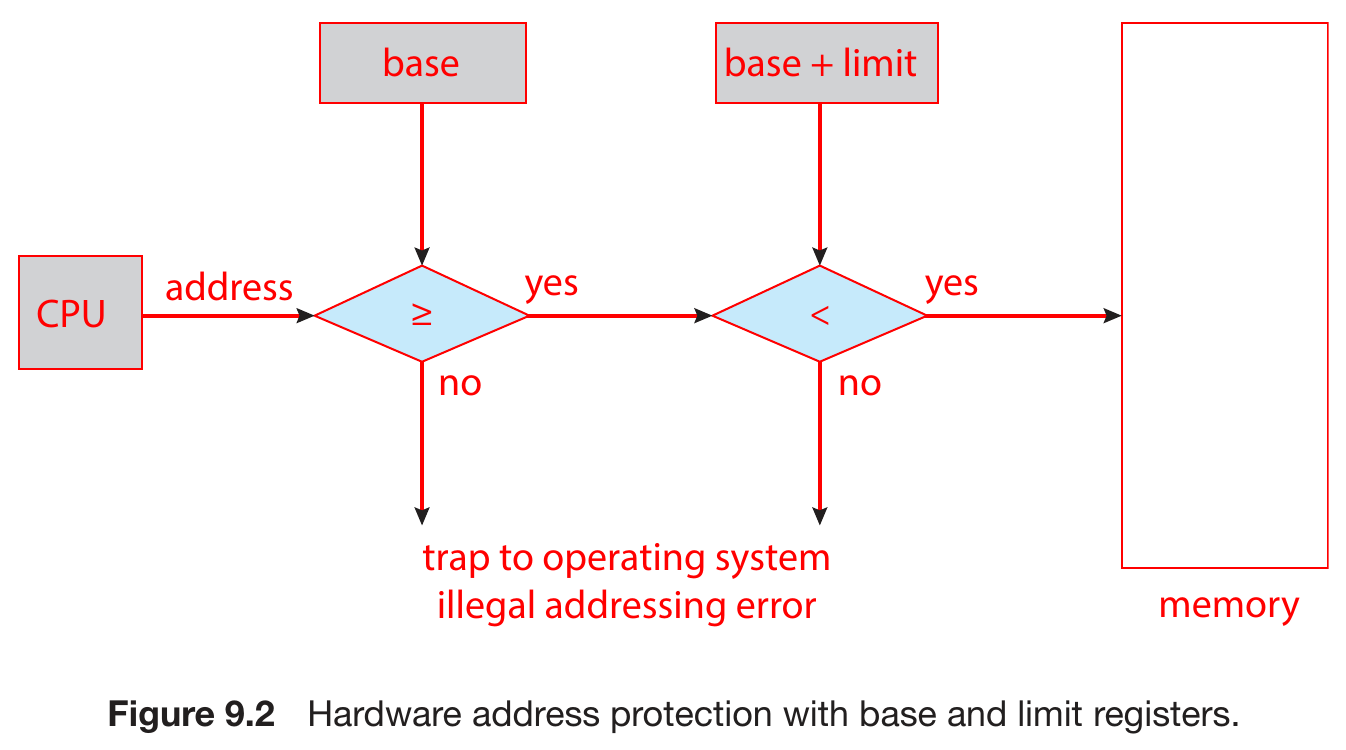 base
base + limit
CPU
address
≥
yes
<
yes
no
no
trap to operating system
illegal addressing error
memory
Figure 9.2 Hardware address protection with base and limit registers.